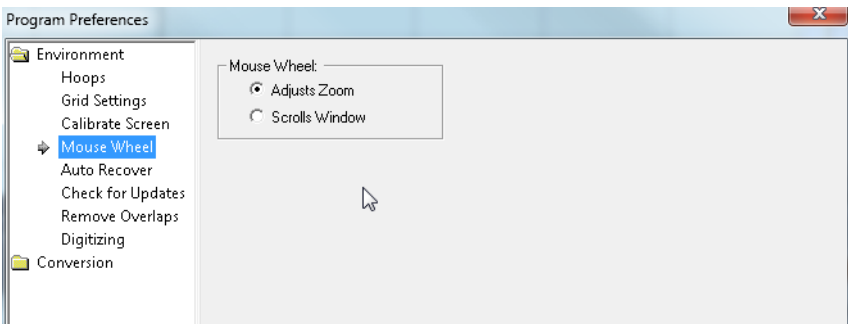 Program Preferences
X
Environment
Hoops
Grid Settings
Calibrate Screen
Mouse Wheel
Auto Recover
Check for Updates
Remove Overlaps
Digitizing
Conversion
Mouse Wheel:
Adjusts Zoom
Scrolls Window